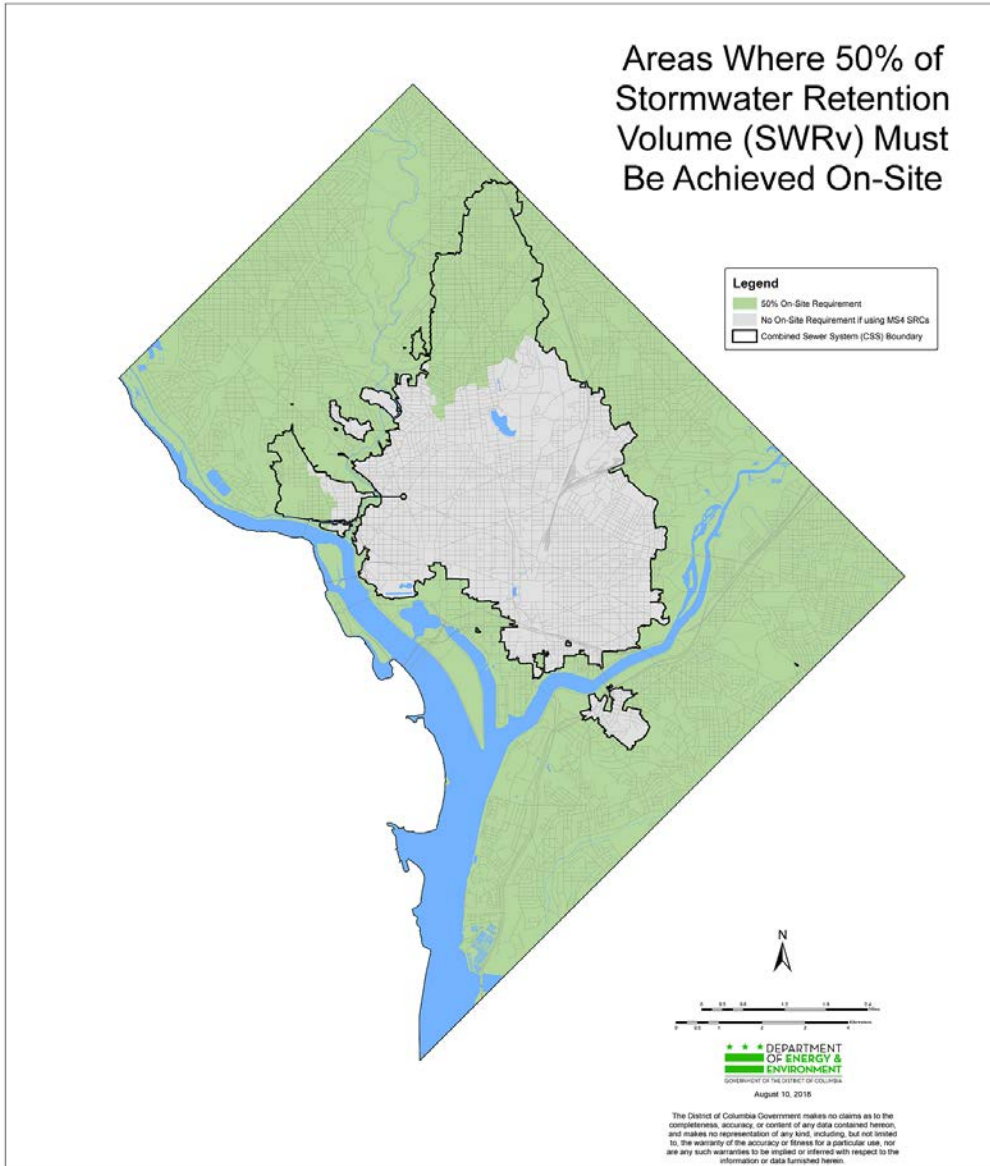 Areas Where 50% of
Stormwater Retention
Volume (SWRv) Must
Be Achieved On-Site
Legend
50% On-Site Requirement
No On-Site Requirement if using MS4 SRCs
Combined Sewer System (CSS) Boundary
N
DEPARTMENT
OF ENERGY &
ENVIRONMENT
GOVERNMENT OF THE DISTRICT OF COLUMBIA
August 10, 2018
The District of Columbia Government makes no claims as to the
completeness, accuracy, or content of any data contained hereon,
and makes no representation of any kind, including, but not limited
to, the warranty of the accuracy or fitness for a particular use, nor
are any such warranties to be implied or inferred with respect to the
information or data furnished herein.